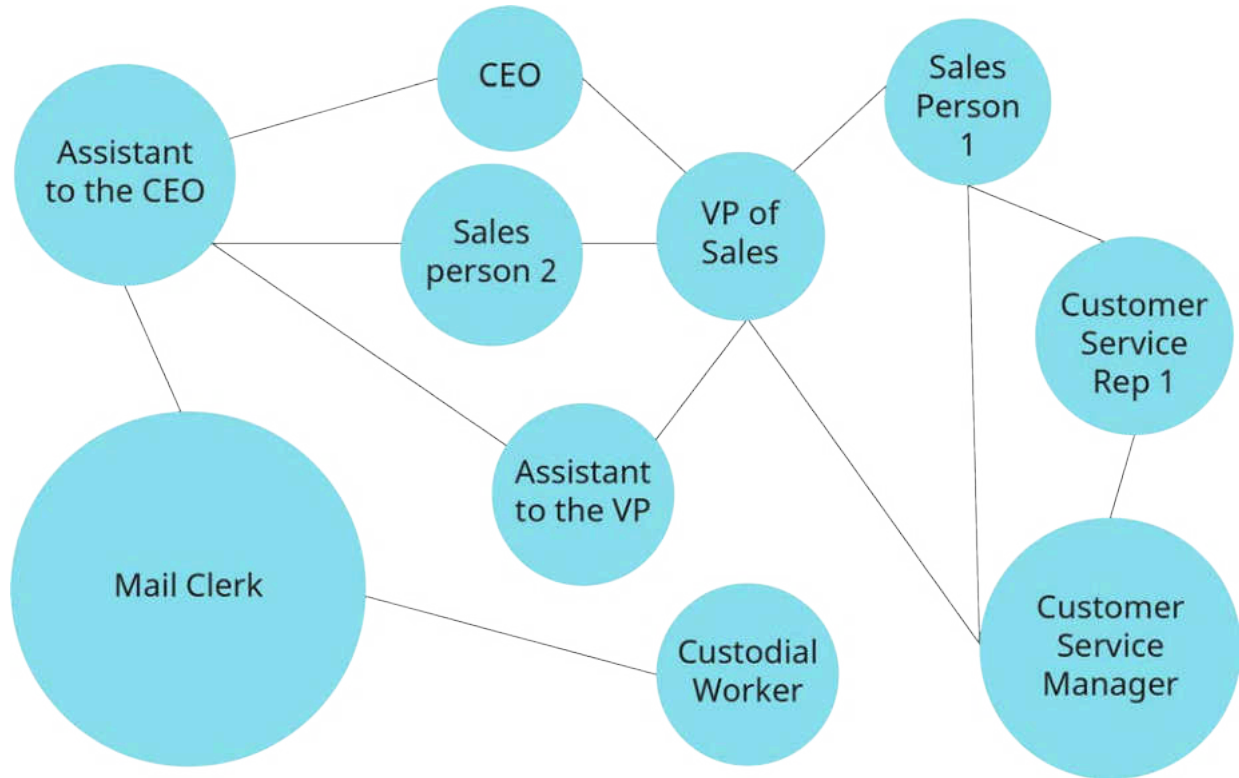 CEO
Sales
Person
1
Assistant
to the CEO
VP of
Sales
Sales
person 2
Customer
Service
Rep 1
Assistant
to the VP
Mail Clerk
Customer
Service
Manager
Custodial
Worker